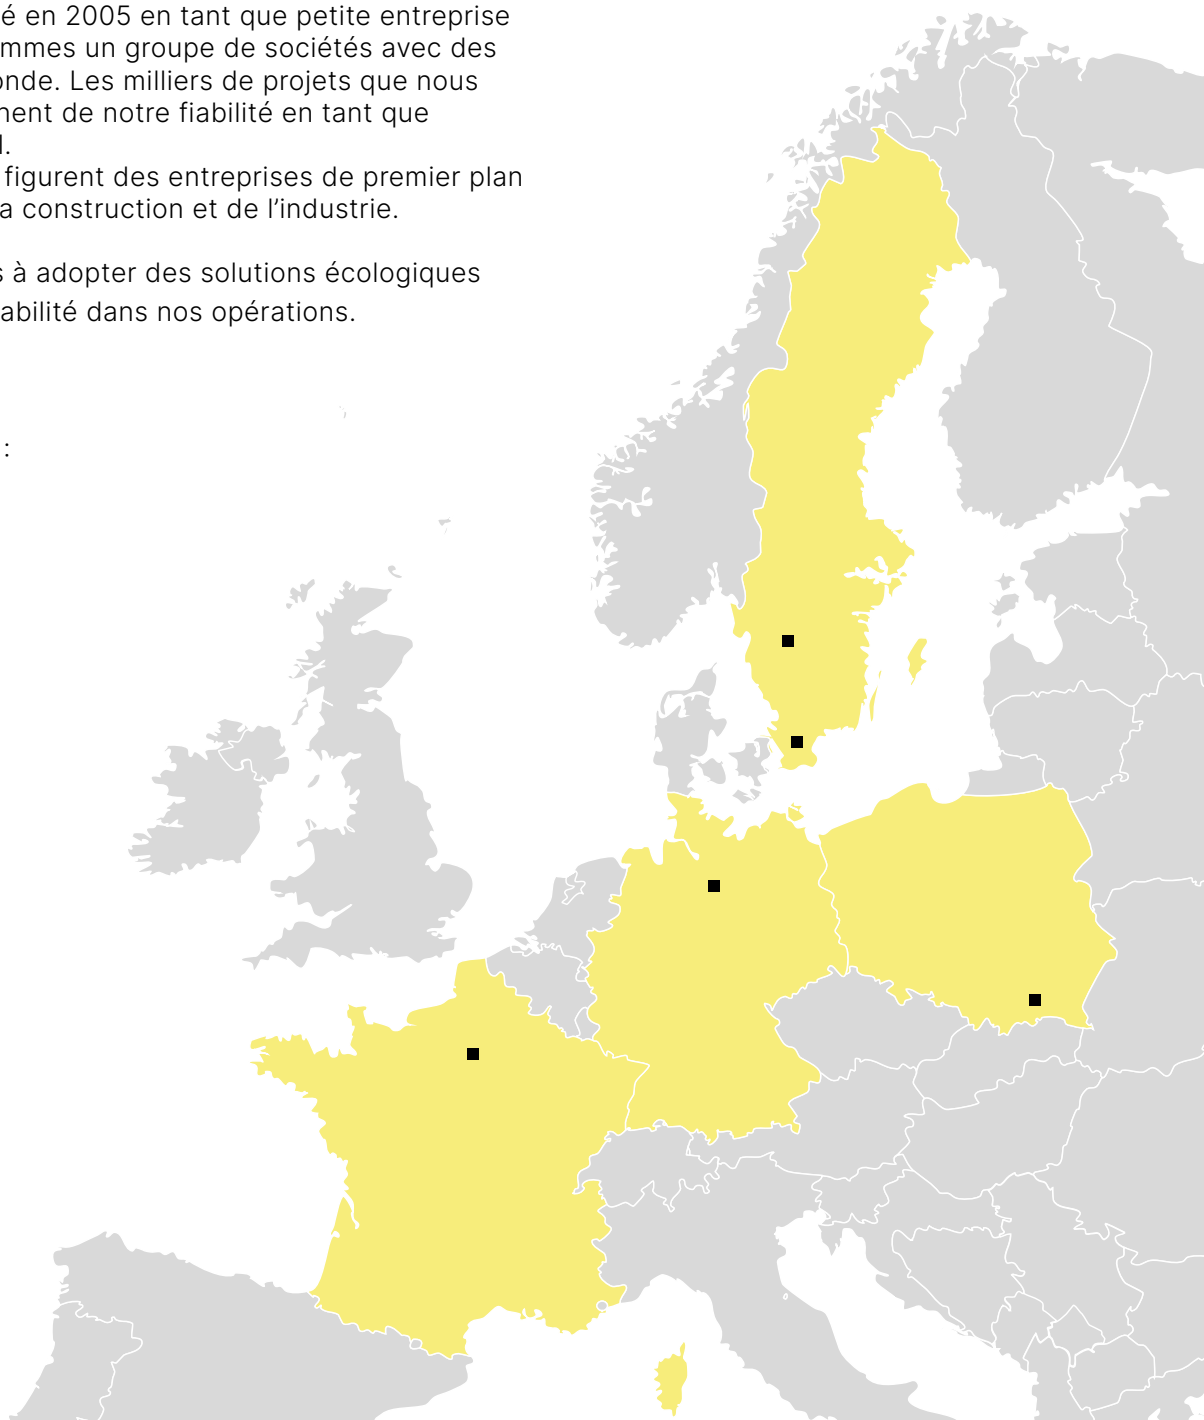 é en 2005 en tant que petite entreprise
mmes un groupe de sociétés avec des
onde. Les milliers de projets que nous
nent de notre fiabilité en tant que
l.
figurent des entreprises de premier plan
a construction et de l’industrie.
s à adopter des solutions écologiques
abilité dans nos opérations.
: